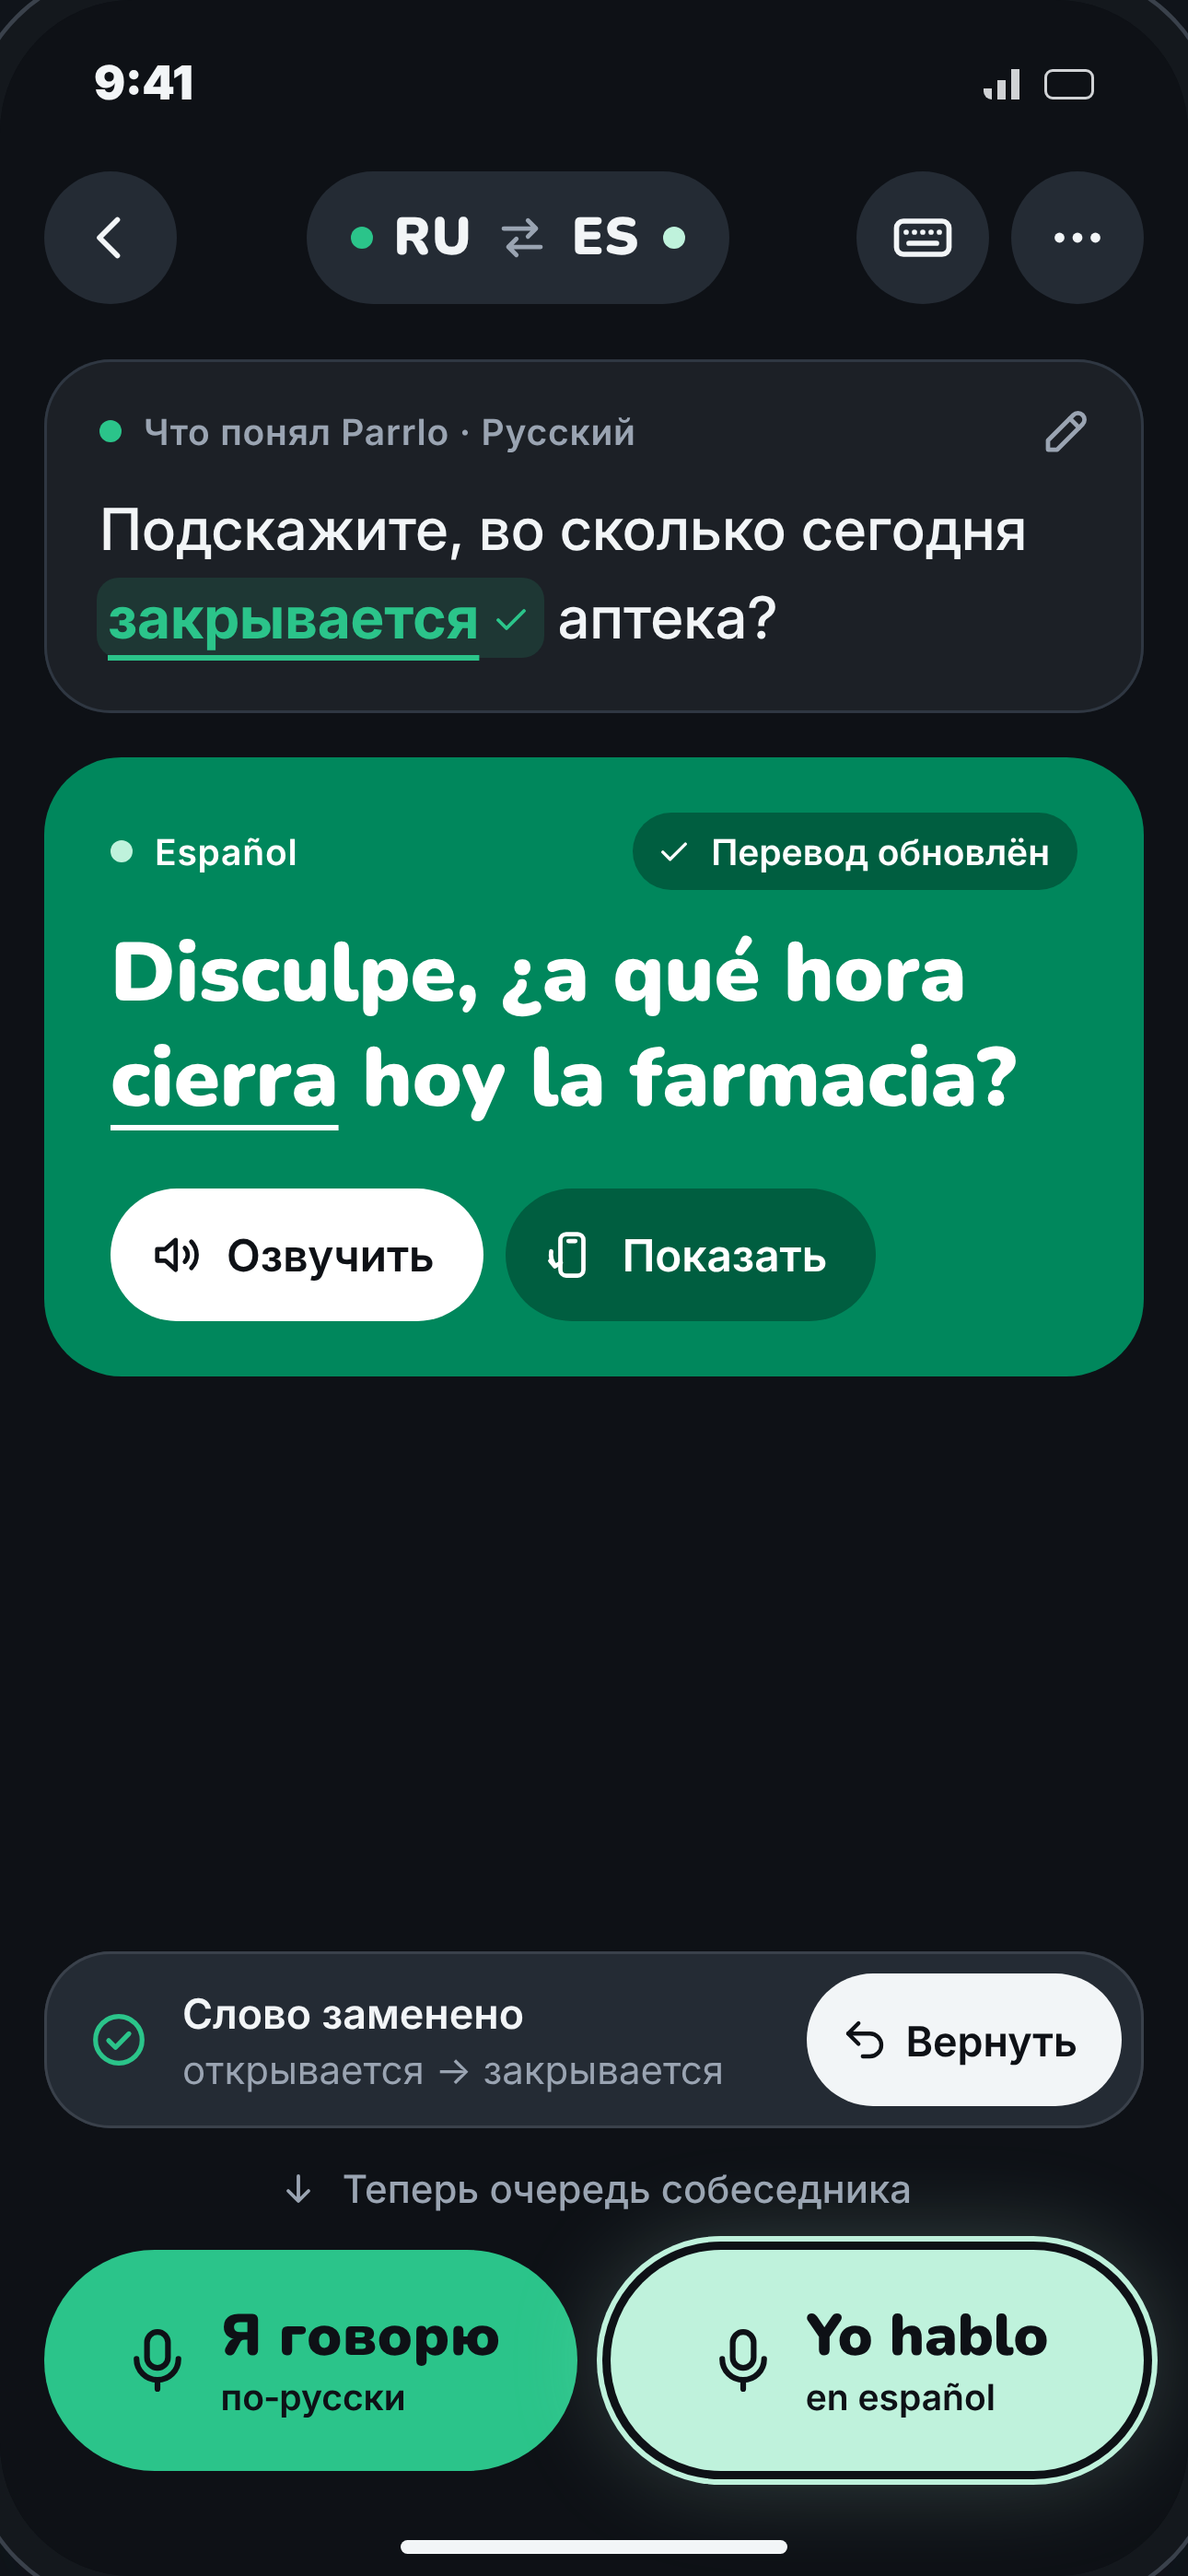 9:41
RU ES
Что понял Parrlo · Русский
Подскажите, во сколько сегодня
закрывается аптека?
Español
Перевод обновлён
Disculpe, ¿a qué hora
cierra hoy la farmacia?
Озвучить
Показать
Слово заменено
открывается → закрывается
Вернуть
↓ Теперь очередь собеседника
Я говорю
по-русски
Yo hablo
en español